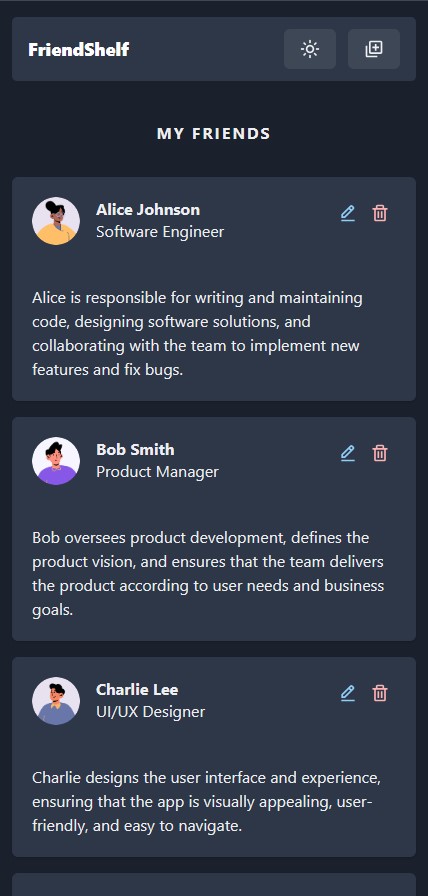 FriendShelf
MY FRIENDS
Alice Johnson
Software Engineer
Alice is responsible for writing and maintaining
code, designing software solutions, and
collaborating with the team to implement new
features and fix bugs.
Bob Smith
Product Manager
Bob oversees product development, defines the
product vision, and ensures that the team delivers
the product according to user needs and business
goals.
Charlie Lee
UI/UX Designer
Charlie designs the user interface and experience,
ensuring that the app is visually appealing, user-
friendly, and easy to navigate.